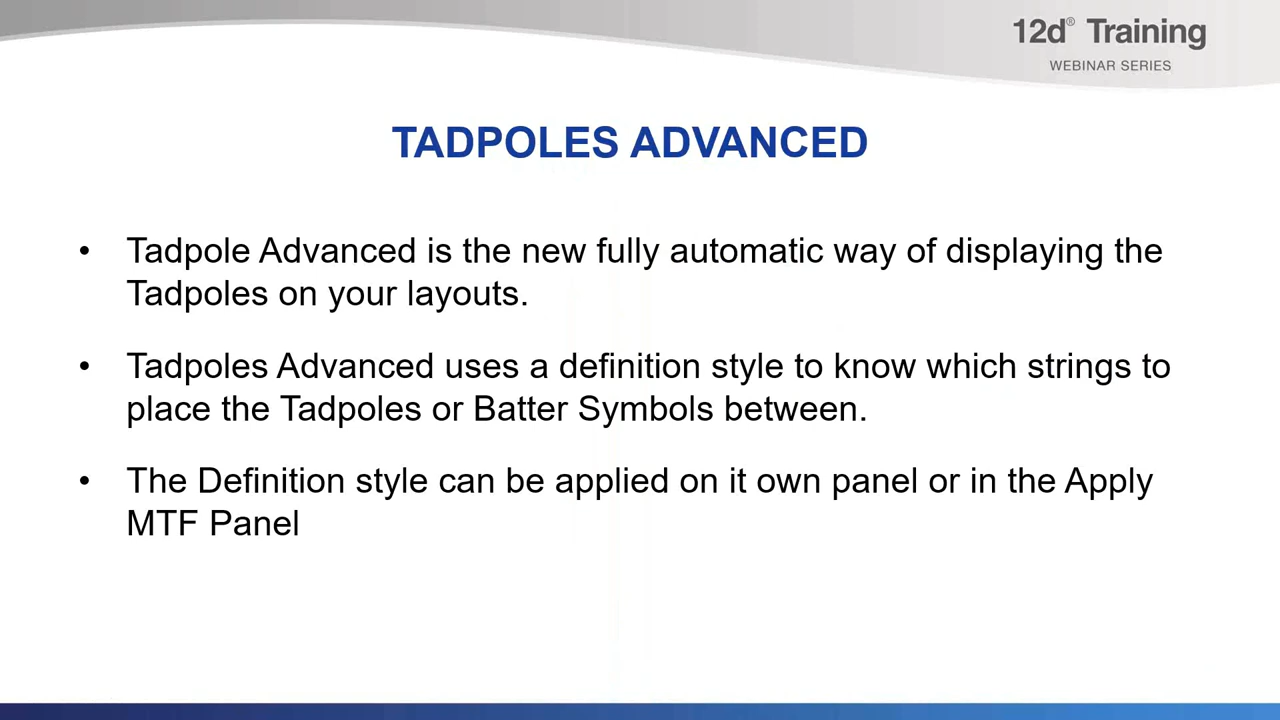 12d® Training
WEBINAR SERIES
TADPOLES ADVANCED
• Tadpole Advanced is the new fully automatic way of displaying the
Tadpoles on your layouts.
• Tadpoles Advanced uses a definition style to know which strings to
place the Tadpoles or Batter Symbols between.
• The Definition style can be applied on it own panel or in the Apply
MTF Panel